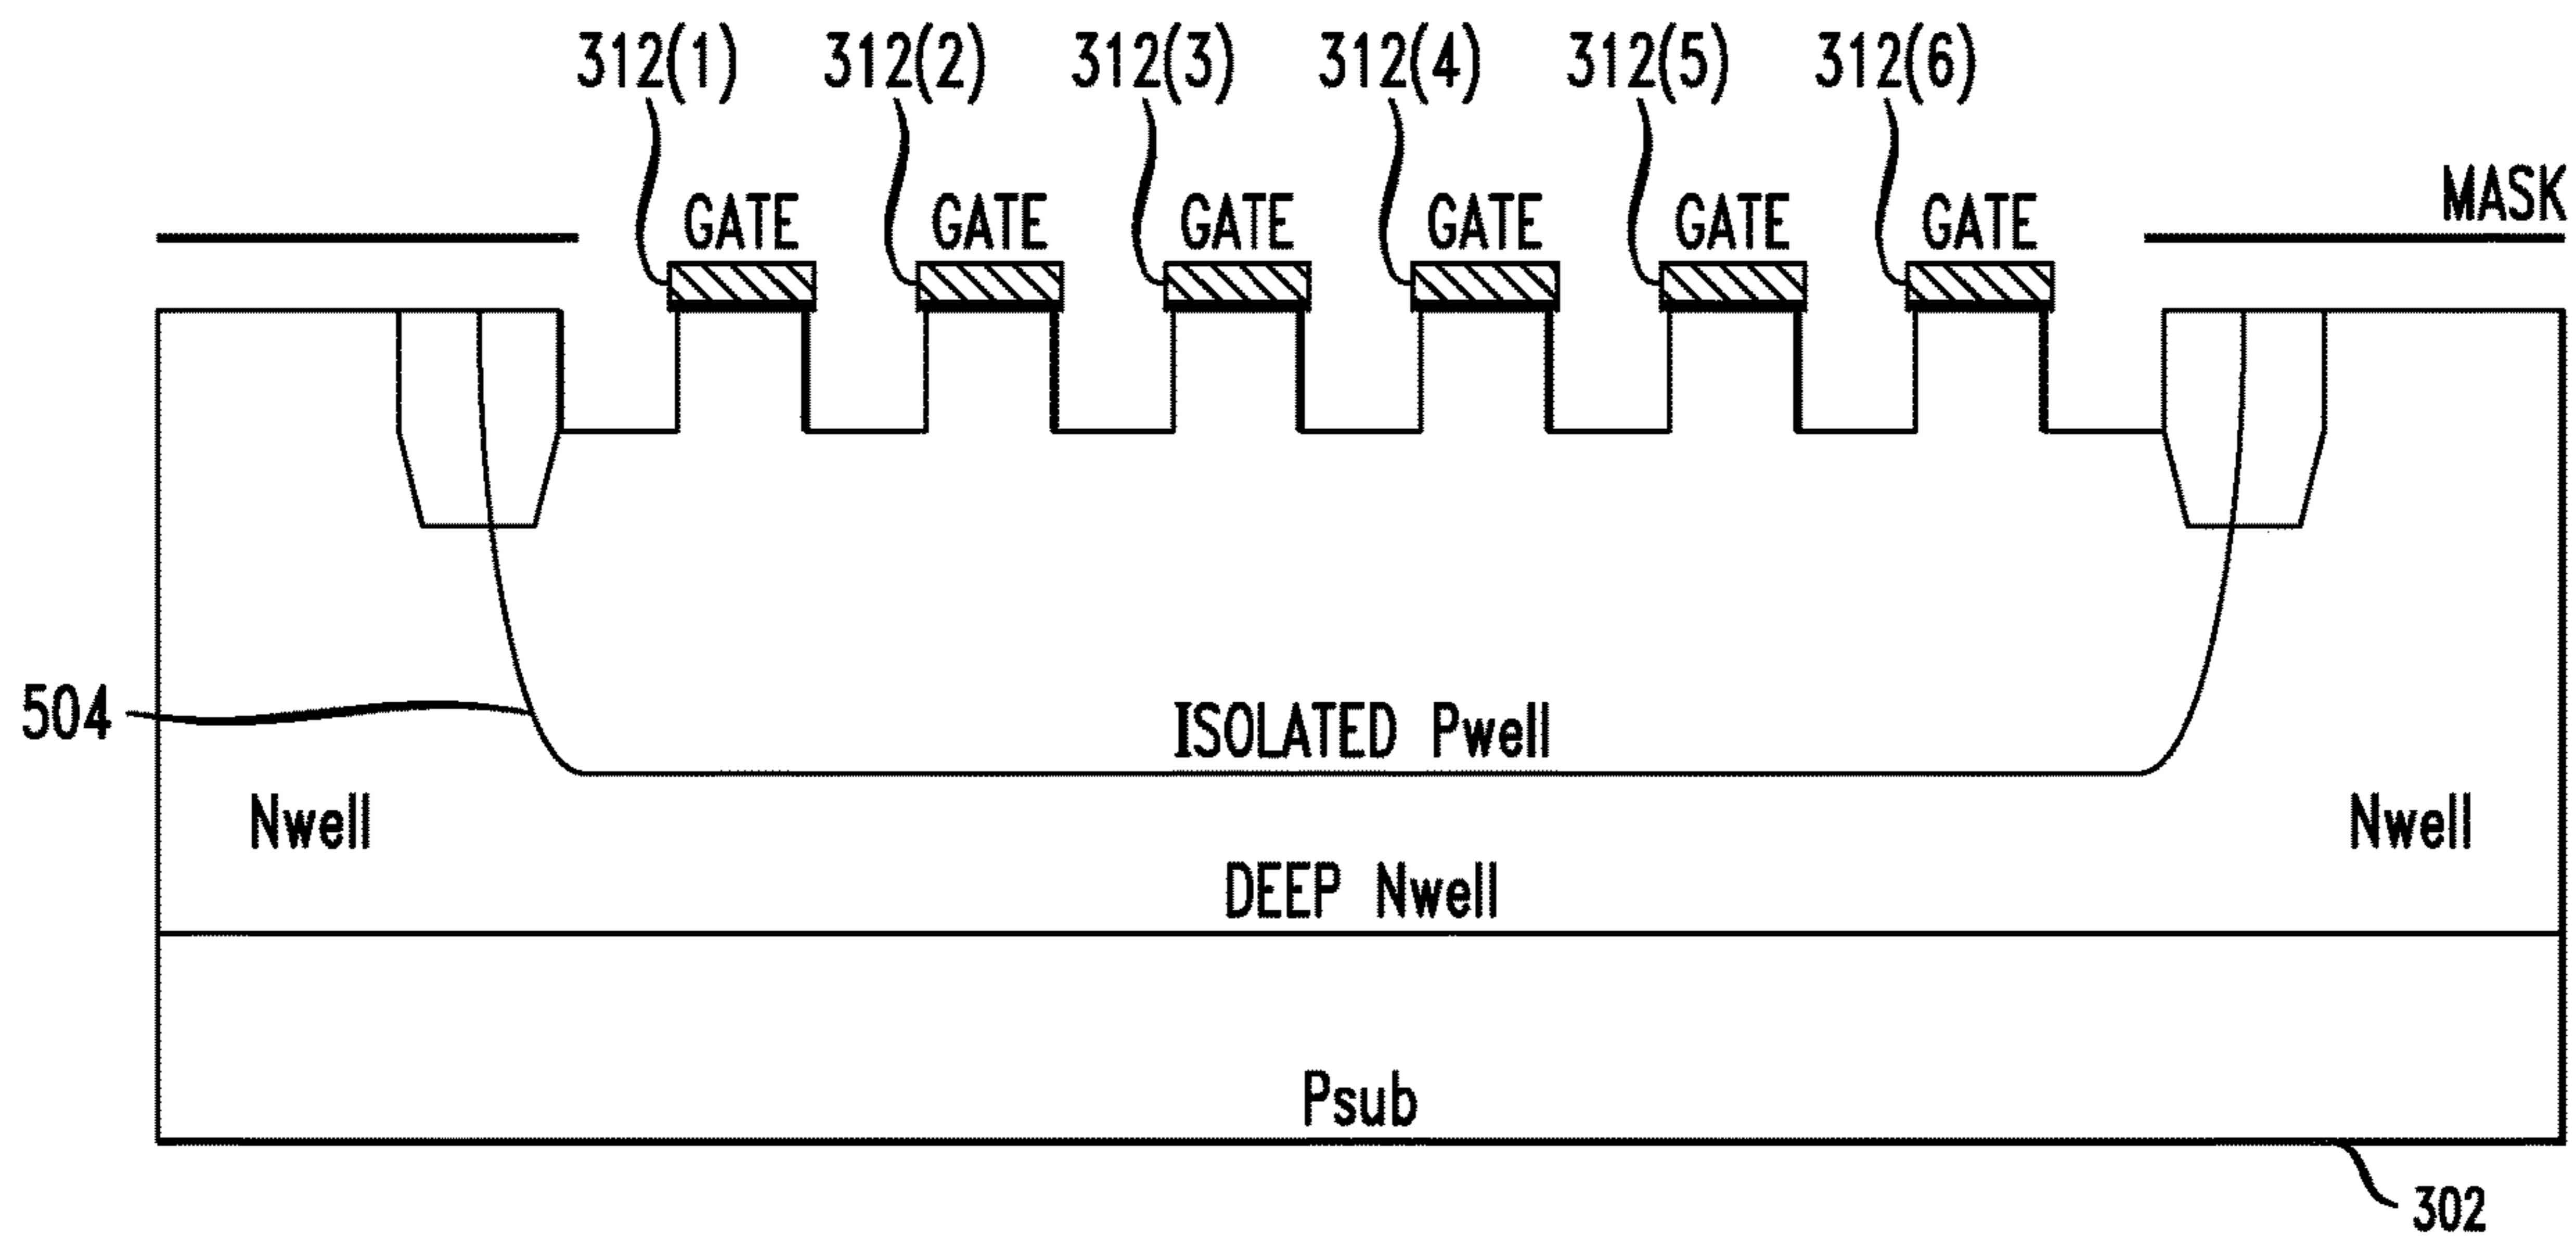 312(1) 312(2) 312(3) 312(4) 312(5) 312(6)
MASK
GATE GATE GATE GATE GATE GATE
504
ISOLATED Pwell
Nwell Nwell
DEEP Nwell
Psub
302